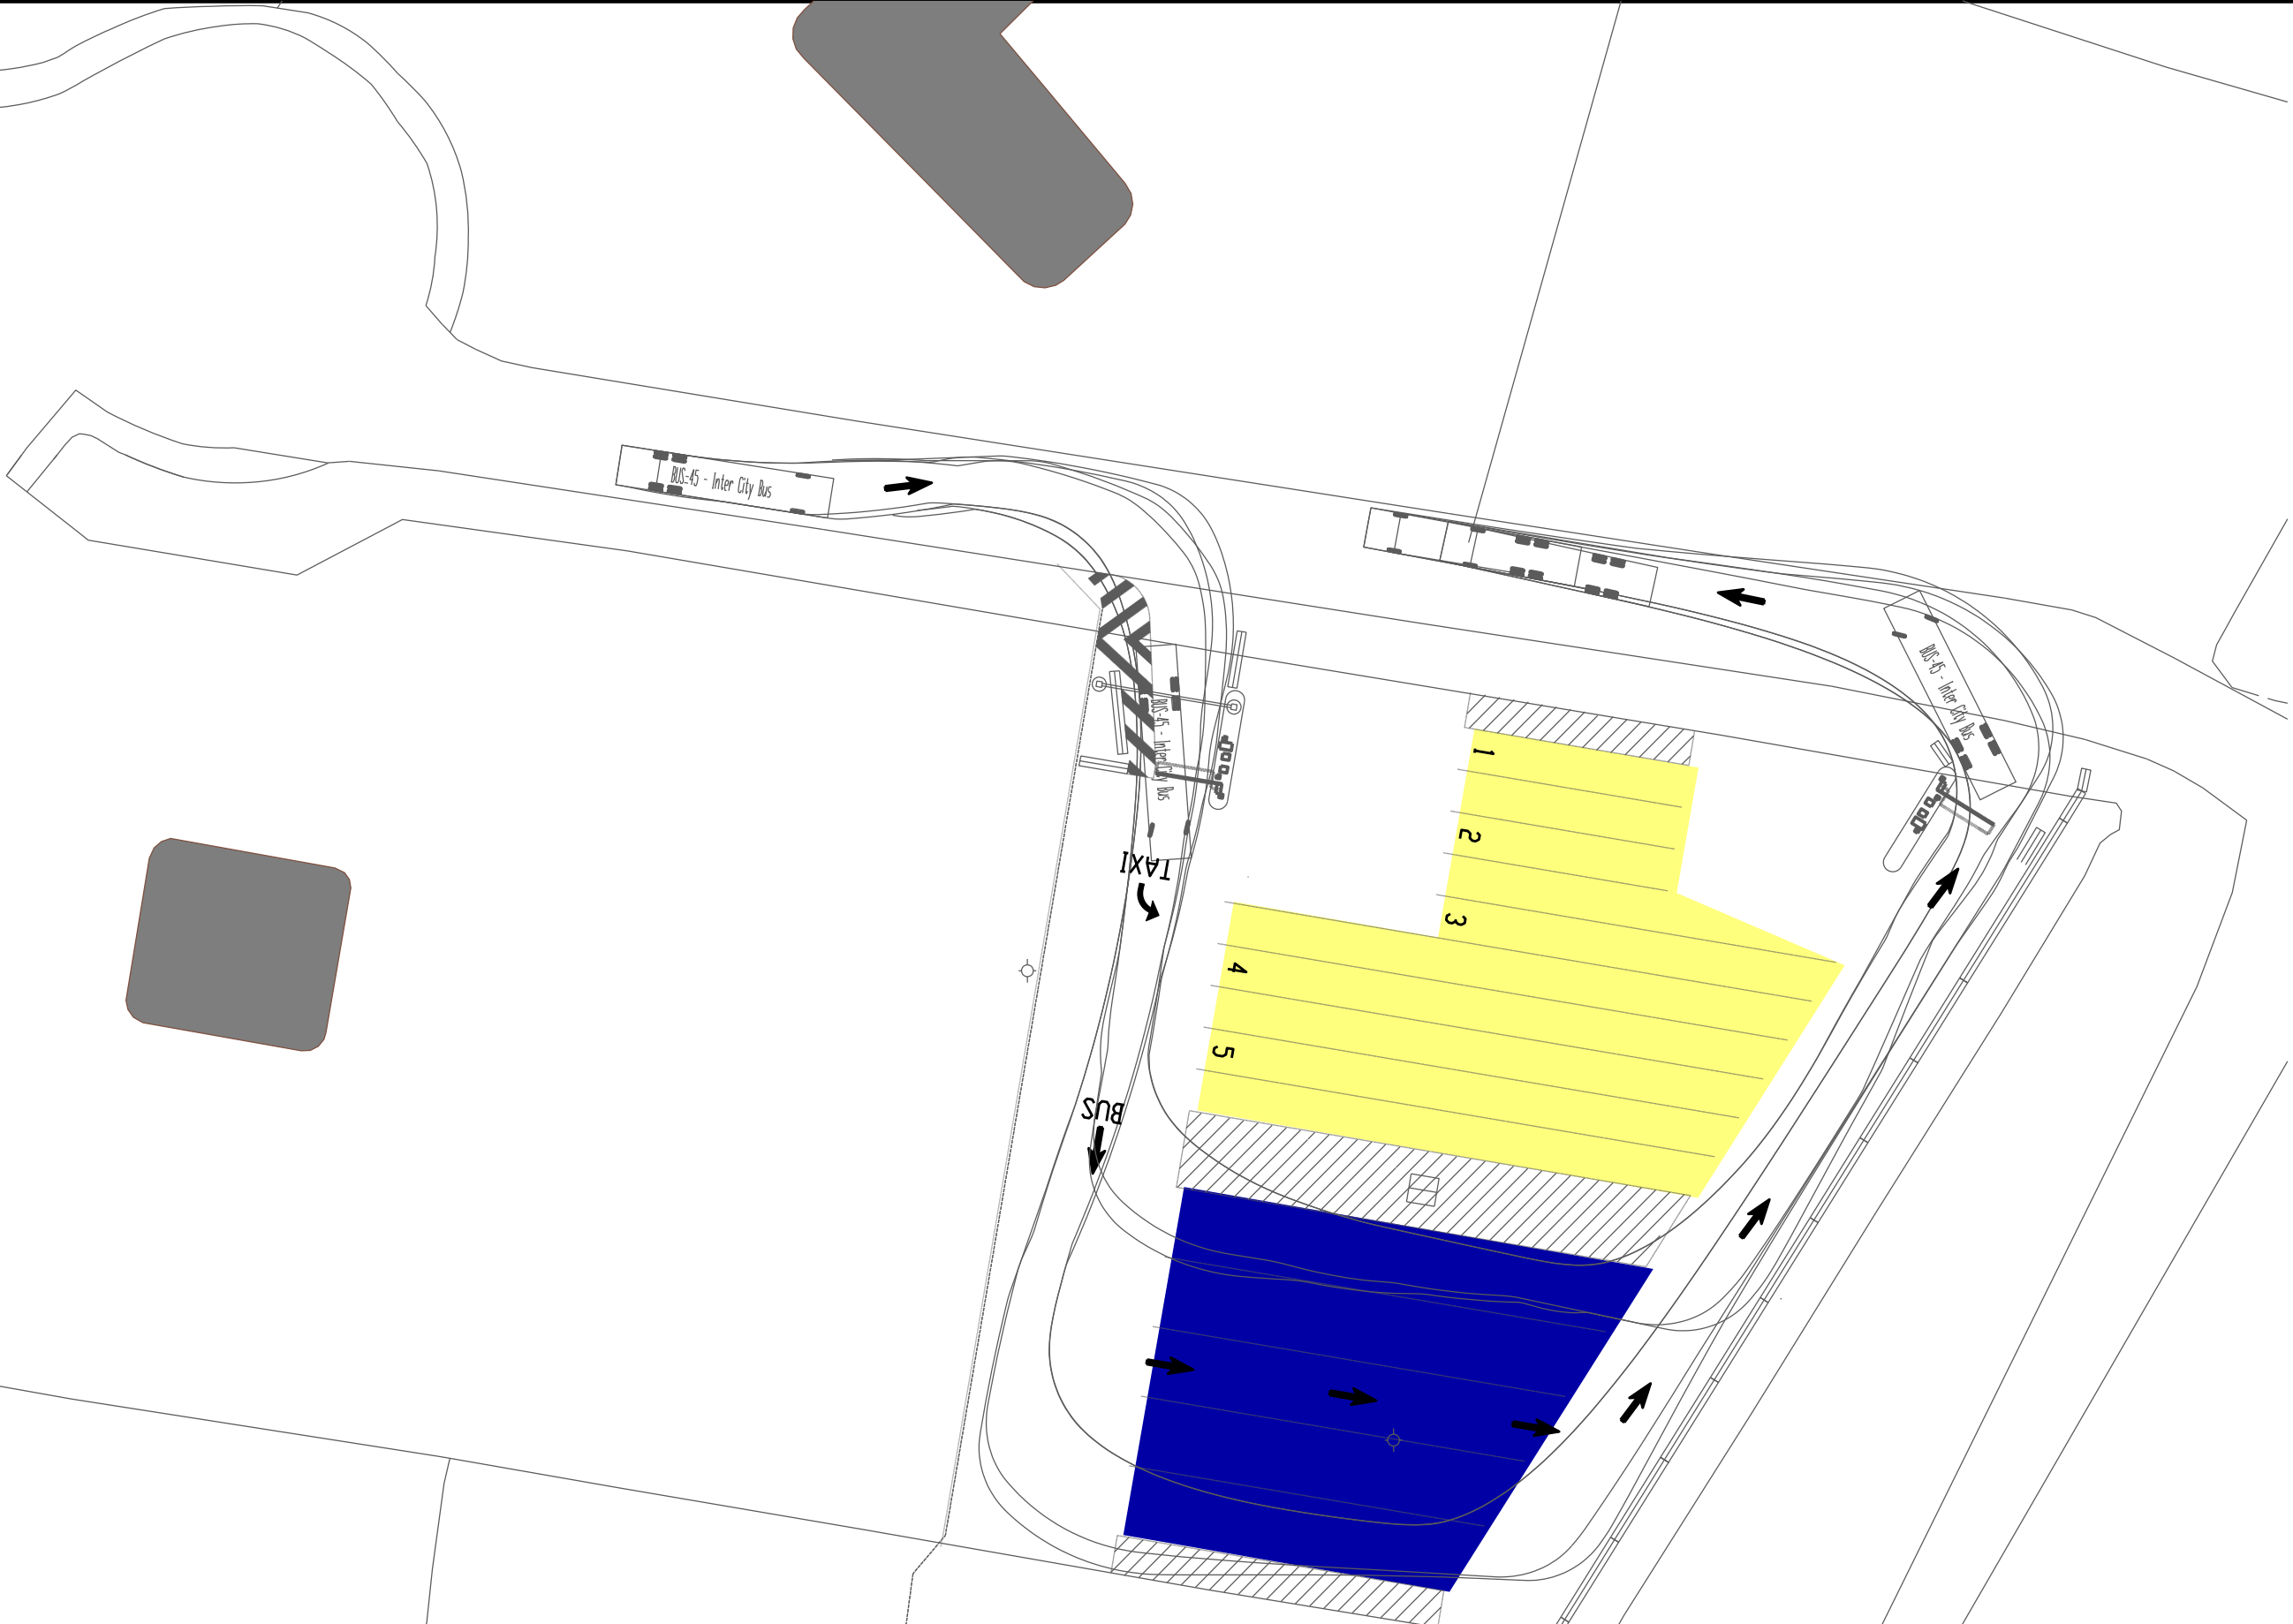 BUS-45 - Inter City Bus
BUS-45 - Inter City Bus
BUS-45 - Inter City Bus
1
2
3
4
5
TAXI
BUS